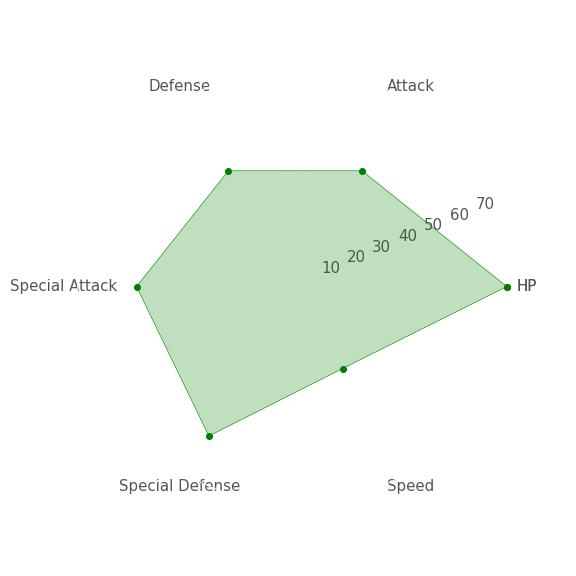 Defense
Attack
70
60
50
40
30
20
10
Special Attack
HP
Special Defense
Speed